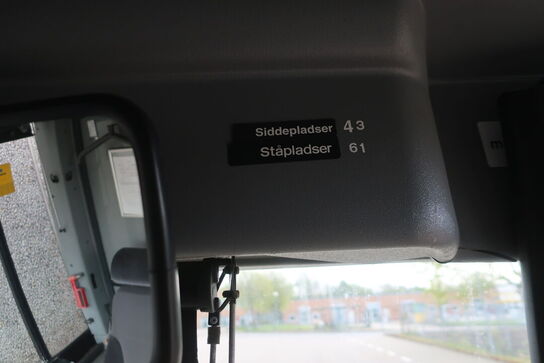 Siddepladser 43
Ståpladser 61